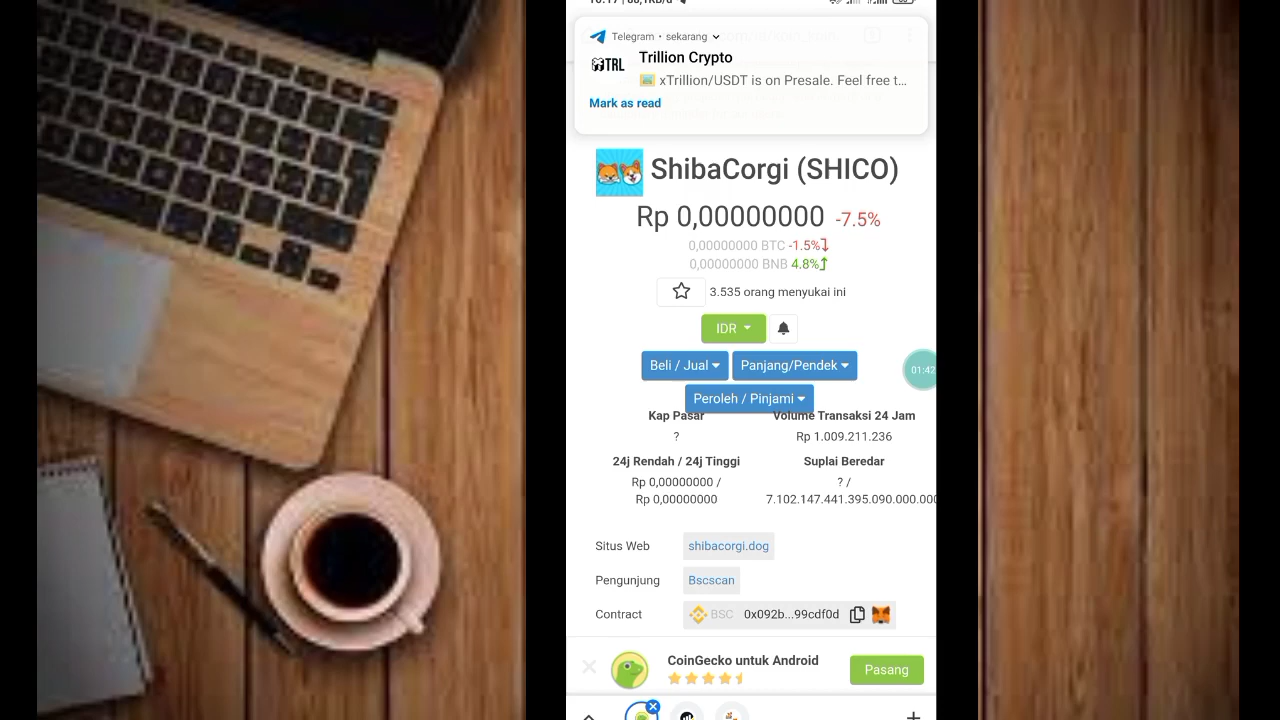 Telegram • sekarang
TRL
Trillion Crypto
xTrillion/USDT is on Presale. Feel free t...
Mark as read
ShibaCorgi (SHICO)
Rp 0,00000000 -7.5%
0,00000000 BTC -1.5%
0,00000000 BNB 4.8%
3.535 orang menyukai ini
IDR
Beli / Jual
Panjang/Pendek
01:42
Peroleh / Pinjami
Kap Pasar
Volume Transaksi 24 Jam
?
Rp 1.009.211.236
24j Rendah / 24j Tinggi
Suplai Beredar
Rp 0,00000000 /
Rp 0,00000000
? /
7.102.147.441.395.090.000.000
Situs Web
shibacorgi.dog
Pengunjung
Bscscan
Contract
BSC 0x092b...99cdf0d
CoinGecko untuk Android
Pasang